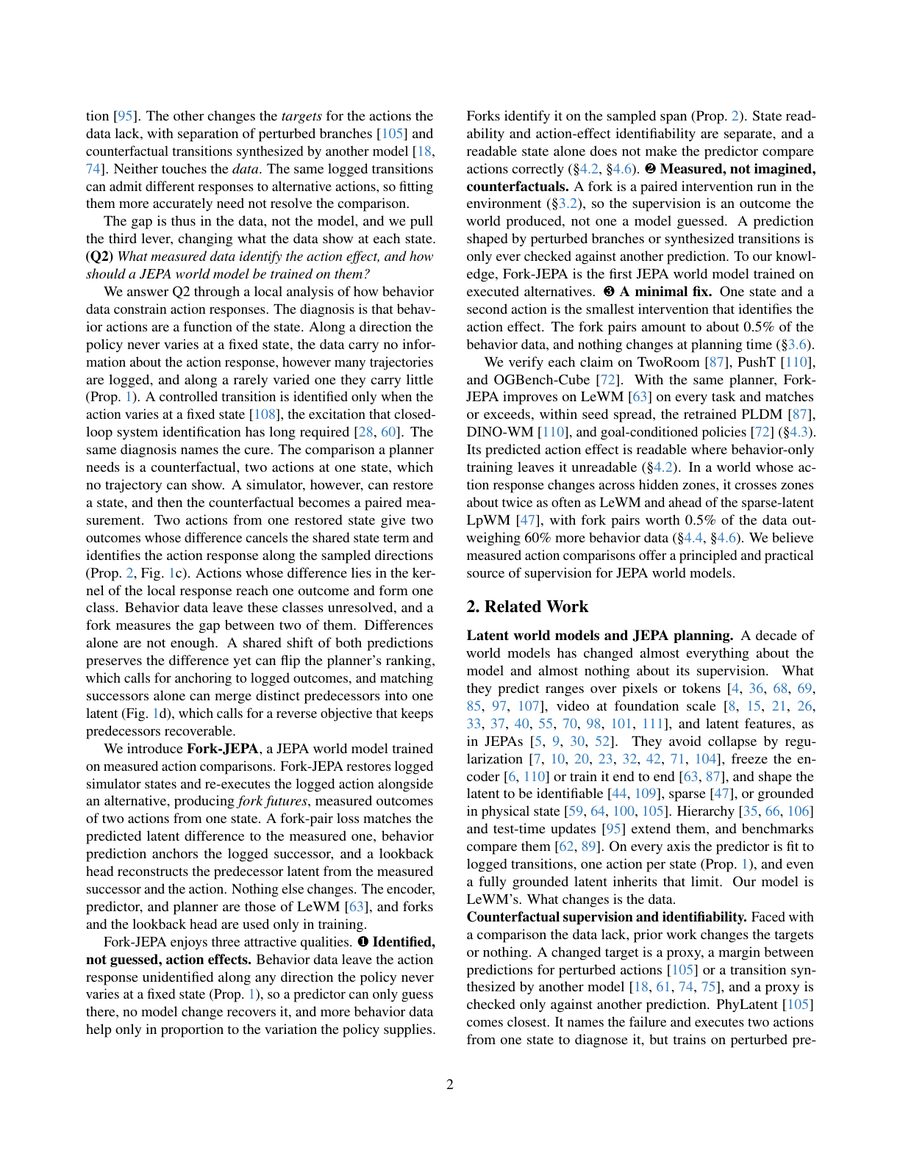 tion [95]. The other changes the targets for the actions the
data lack, with separation of perturbed branches [105] and
counterfactual transitions synthesized by another model [18,
74]. Neither touches the data. The same logged transitions
can admit different responses to alternative actions, so fitting
them more accurately need not resolve the comparison.
The gap is thus in the data, not the model, and we pull
the third lever, changing what the data show at each state.
(Q2) What measured data identify the action effect, and how
should a JEPA world model be trained on them?
We answer Q2 through a local analysis of how behavior
data constrain action responses. The diagnosis is that behav-
ior actions are a function of the state. Along a direction the
policy never varies at a fixed state, the data carry no infor-
mation about the action response, however many trajectories
are logged, and along a rarely varied one they carry little
(Prop. 1). A controlled transition is identified only when the
action varies at a fixed state [108], the excitation that closed-
loop system identification has long required [28, 60]. The
same diagnosis names the cure. The comparison a planner
needs is a counterfactual, two actions at one state, which
no trajectory can show. A simulator, however, can restore
a state, and then the counterfactual becomes a paired mea-
surement. Two actions from one restored state give two
outcomes whose difference cancels the shared state term and
identifies the action response along the sampled directions
(Prop. 2, Fig. 1c). Actions whose difference lies in the ker-
nel of the local response reach one outcome and form one
class. Behavior data leave these classes unresolved, and a
fork measures the gap between two of them. Differences
alone are not enough. A shared shift of both predictions
preserves the difference yet can flip the planner's ranking,
which calls for anchoring to logged outcomes, and matching
successors alone can merge distinct predecessors into one
latent (Fig. 1d), which calls for a reverse objective that keeps
predecessors recoverable.
We introduce Fork-JEPA, a JEPA world model trained
on measured action comparisons. Fork-JEPA restores logged
simulator states and re-executes the logged action alongside
an alternative, producing fork futures, measured outcomes
of two actions from one state. A fork-pair loss matches the
predicted latent difference to the measured one, behavior
prediction anchors the logged successor, and a lookback
head reconstructs the predecessor latent from the measured
successor and the action. Nothing else changes. The encoder,
predictor, and planner are those of LeWM [63], and forks
and the lookback head are used only in training.
Fork-JEPA enjoys three attractive qualities. ❶ Identified,
not guessed, action effects. Behavior data leave the action
response unidentified along any direction the policy never
varies at a fixed state (Prop. 1), so a predictor can only guess
there, no model change recovers it, and more behavior data
help only in proportion to the variation the policy supplies.
Forks identify it on the sampled span (Prop. 2). State read-
ability and action-effect identifiability are separate, and a
readable state alone does not make the predictor compare
actions correctly (§4.2, §4.6). ❷ Measured, not imagined,
counterfactuals. A fork is a paired intervention run in the
environment (§3.2), so the supervision is an outcome the
world produced, not one a model guessed. A prediction
shaped by perturbed branches or synthesized transitions is
only ever checked against another prediction. To our knowl-
edge, Fork-JEPA is the first JEPA world model trained on
executed alternatives. ❸ A minimal fix. One state and a
second action is the smallest intervention that identifies the
action effect. The fork pairs amount to about 0.5% of the
behavior data, and nothing changes at planning time (§3.6).
We verify each claim on TwoRoom [87], PushT [110],
and OGBench-Cube [72]. With the same planner, Fork-
JEPA improves on LeWM [63] on every task and matches
or exceeds, within seed spread, the retrained PLDM [87],
DINO-WM [110], and goal-conditioned policies [72] (§4.3).
Its predicted action effect is readable where behavior-only
training leaves it unreadable (§4.2). In a world whose ac-
tion response changes across hidden zones, it crosses zones
about twice as often as LeWM and ahead of the sparse-latent
LpWM [47], with fork pairs worth 0.5% of the data out-
weighing 60% more behavior data (§4.4, §4.6). We believe
measured action comparisons offer a principled and practical
source of supervision for JEPA world models.
2. Related Work
Latent world models and JEPA planning. A decade of
world models has changed almost everything about the
model and almost nothing about its supervision. What
they predict ranges over pixels or tokens [4, 36, 68, 69,
85, 97, 107], video at foundation scale [8, 15, 21, 26,
33, 37, 40, 55, 70, 98, 101, 111], and latent features, as
in JEPAs [5, 9, 30, 52]. They avoid collapse by regu-
larization [7, 10, 20, 23, 32, 42, 71, 104], freeze the en-
coder [6, 110] or train it end to end [63, 87], and shape the
latent to be identifiable [44, 109], sparse [47], or grounded
in physical state [59, 64, 100, 105]. Hierarchy [35, 66, 106]
and test-time updates [95] extend them, and benchmarks
compare them [62, 89]. On every axis the predictor is fit to
logged transitions, one action per state (Prop. 1), and even
a fully grounded latent inherits that limit. Our model is
LeWM's. What changes is the data.
Counterfactual supervision and identifiability. Faced with
a comparison the data lack, prior work changes the targets
or nothing. A changed target is a proxy, a margin between
predictions for perturbed actions [105] or a transition syn-
thesized by another model [18, 61, 74, 75], and a proxy is
checked only against another prediction. PhyLatent [105]
comes closest. It names the failure and executes two actions
from one state to diagnose it, but trains on perturbed pre-
2